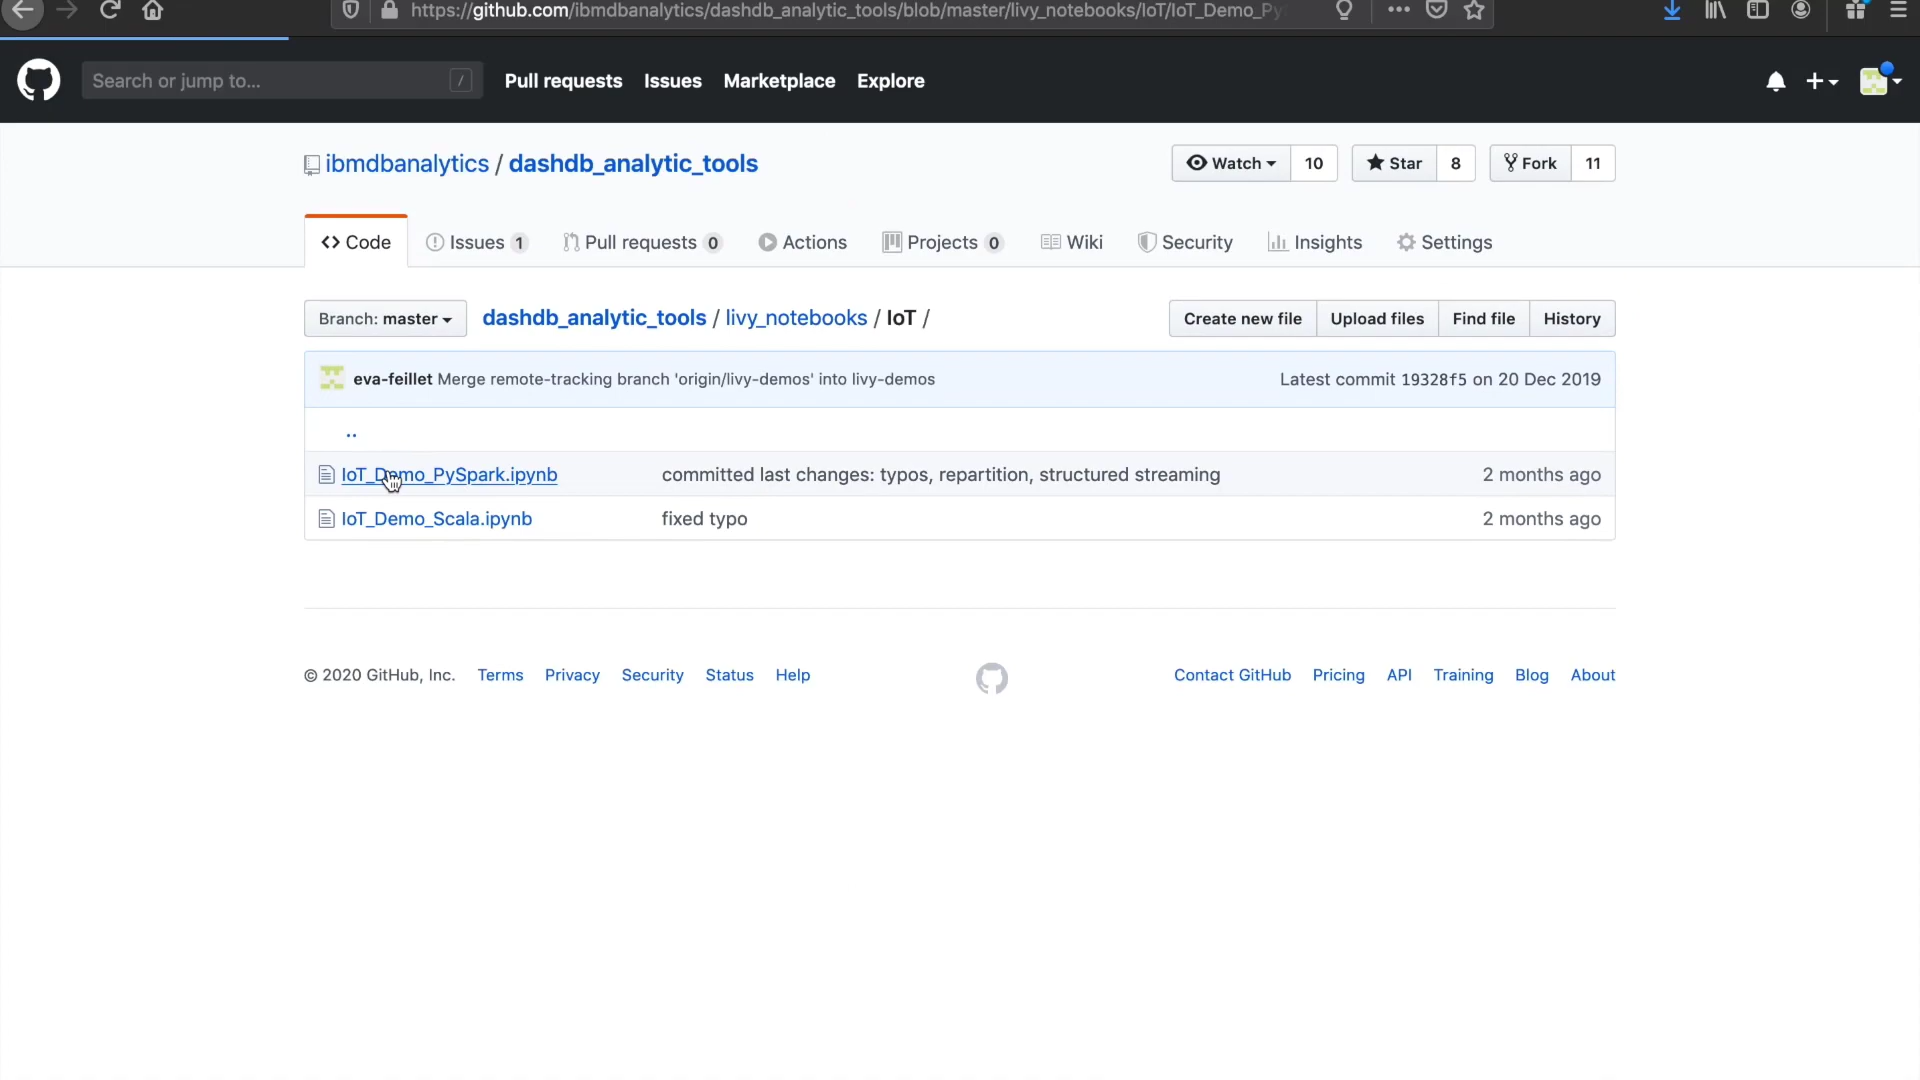 https://github.com/ibmdbanalytics/dashdb_analytic_tools/blob/master/livy_notebooks/IoT/IoT_Demo_Py
Search or jump to... /
Pull requests Issues Marketplace Explore
ibmdbanalytics / dashdb_analytic_tools
Watch 10 Star 8 Fork 11
Code Issues 1 Pull requests 0 Actions Projects 0 Wiki Security Insights Settings
Branch: master dashdb_analytic_tools / livy_notebooks / IoT / Create new file Upload files Find file History
eva-feillet Merge remote-tracking branch 'origin/livy-demos' into livy-demos Latest commit 19328f5 on 20 Dec 2019
..
IoT_Demo_PySpark.ipynb committed last changes: typos, repartition, structured streaming 2 months ago
IoT_Demo_Scala.ipynb fixed typo 2 months ago
© 2020 GitHub, Inc. Terms Privacy Security Status Help Contact GitHub Pricing API Training Blog About